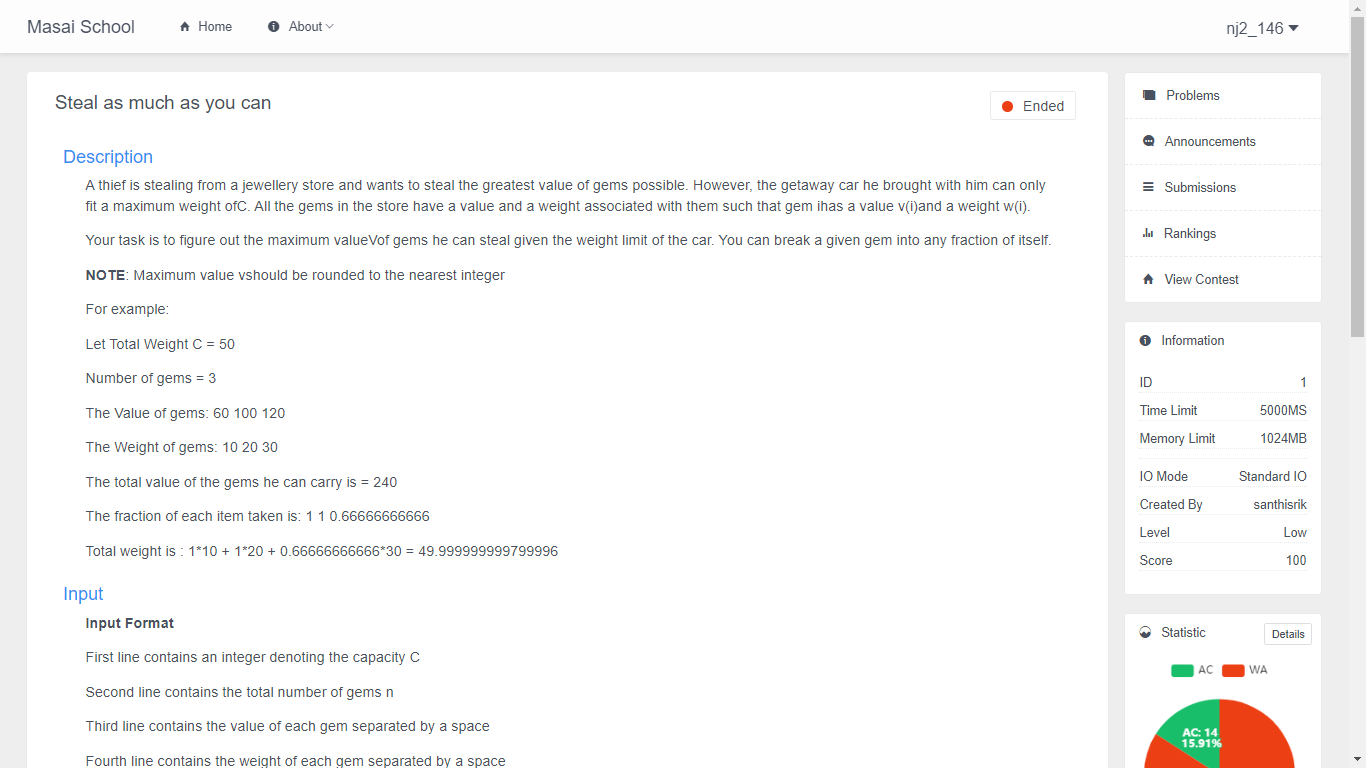 Masai School
Home
About
nj2_146
Steal as much as you can
Ended
Description
A thief is stealing from a jewellery store and wants to steal the greatest value of gems possible. However, the getaway car he brought with him can only
fit a maximum weight ofC. All the gems in the store have a value and a weight associated with them such that gem ihas a value v(i)and a weight w(i).
Your task is to figure out the maximum valueVof gems he can steal given the weight limit of the car. You can break a given gem into any fraction of itself.
NOTE: Maximum value vshould be rounded to the nearest integer
For example:
Let Total Weight C = 50
Number of gems = 3
The Value of gems: 60 100 120
The Weight of gems: 10 20 30
The total value of the gems he can carry is = 240
The fraction of each item taken is: 1 1 0.66666666666
Total weight is : 1*10 + 1*20 + 0.66666666666*30 = 49.999999999799996
Input
Input Format
First line contains an integer denoting the capacity C
Second line contains the total number of gems n
Third line contains the value of each gem separated by a space
Fourth line contains the weight of each gem separated by a space
Problems
Announcements
Submissions
Rankings
View Contest
Information
ID 1
Time Limit 5000MS
Memory Limit 1024MB
IO Mode Standard IO
Created By santhisrik
Level Low
Score 100
Statistic
Details
AC WA
AC: 14
15.91%